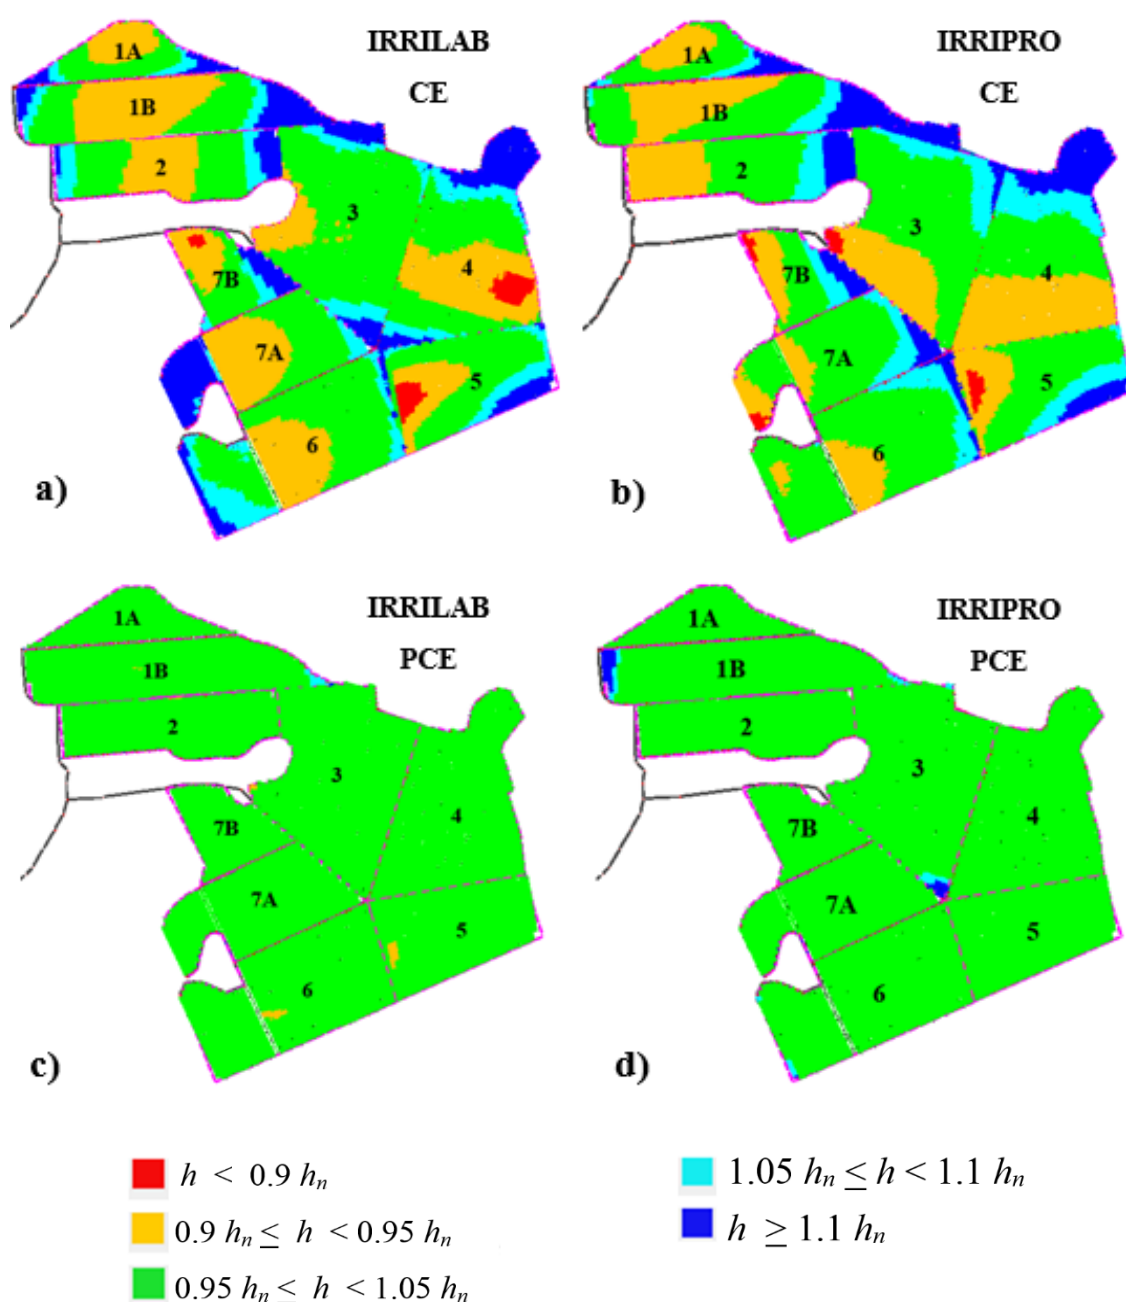 IRRILAB
CE
1A
1B
2
3
4
7B
7A
5
6
a)
IRRIPRO
CE
1A
1B
2
3
4
7B
7A
5
6
b)
IRRILAB
PCE
1A
1B
2
3
4
7B
7A
5
6
c)
IRRIPRO
PCE
1A
1B
2
3
4
7B
7A
5
6
d)
h < 0.9 hn
0.9 hn ≤ h < 0.95 hn
0.95 hn ≤ h < 1.05 hn
1.05 hn ≤ h < 1.1 hn
h ≥ 1.1 hn